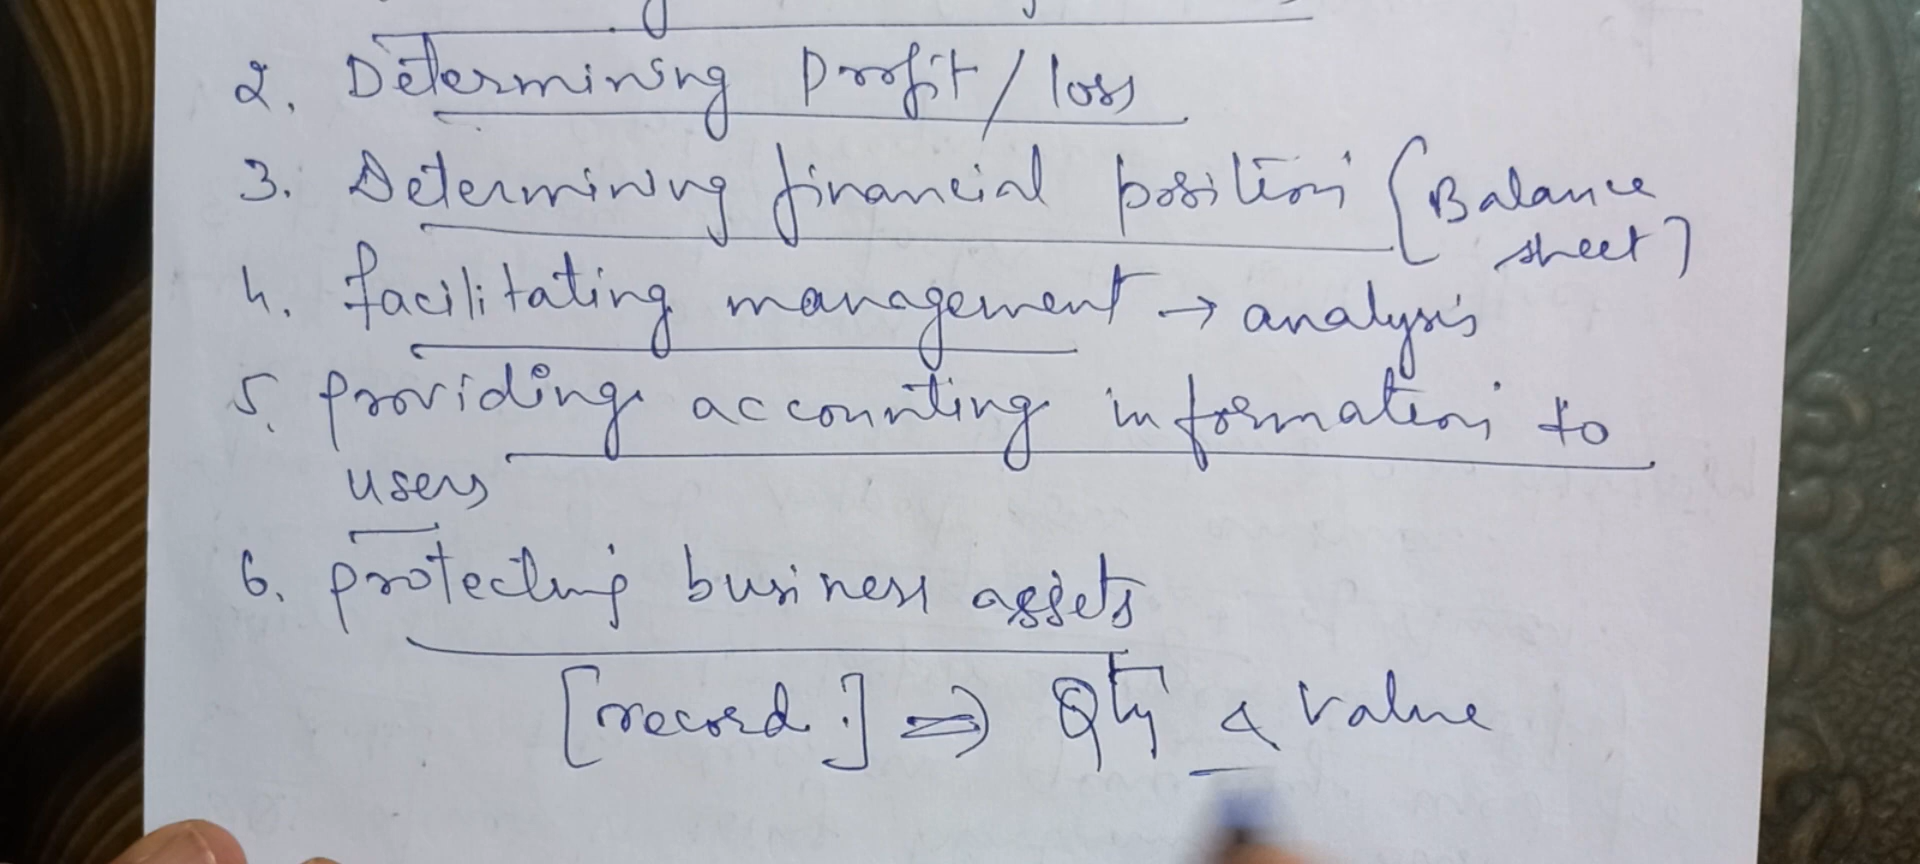 2. Determining Profit/loss
3. Determining financial position [Balance
sheet]
4. facilitating management → analysis
5. providing accounting information to
users
6. protecting business assets
[record] ⇒ Qty & value